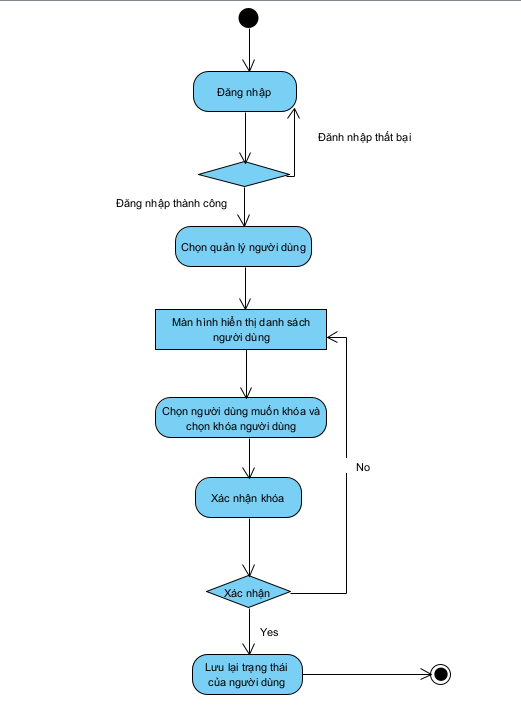 Đăng nhập
Đănh nhập thất bại
Đăng nhập thành công
Chọn quản lý người dùng
Màn hình hiển thị danh sách
người dùng
Chọn người dùng muốn khóa và
chọn khóa người dùng
No
Xác nhận khóa
Xác nhận
Yes
Lưu lại trạng thái
của người dùng